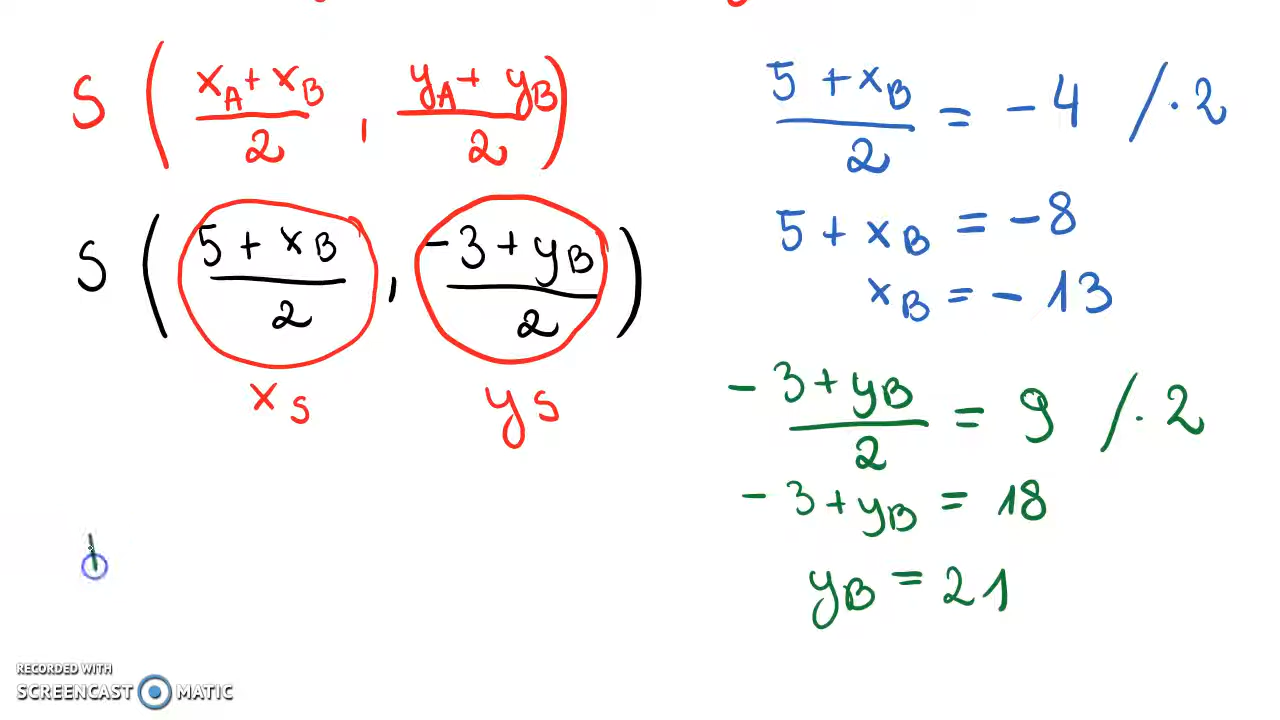 S ( (x_A + x_B)/2 , (y_A + y_B)/2 )
S ( (5 + x_B)/2 , (-3 + y_B)/2 )
x_S y_S
(5 + x_B)/2 = -4 / · 2
5 + x_B = -8
x_B = -13
(-3 + y_B)/2 = 9 / · 2
-3 + y_B = 18
y_B = 21
RECORDED WITH
SCREENCAST MATIC